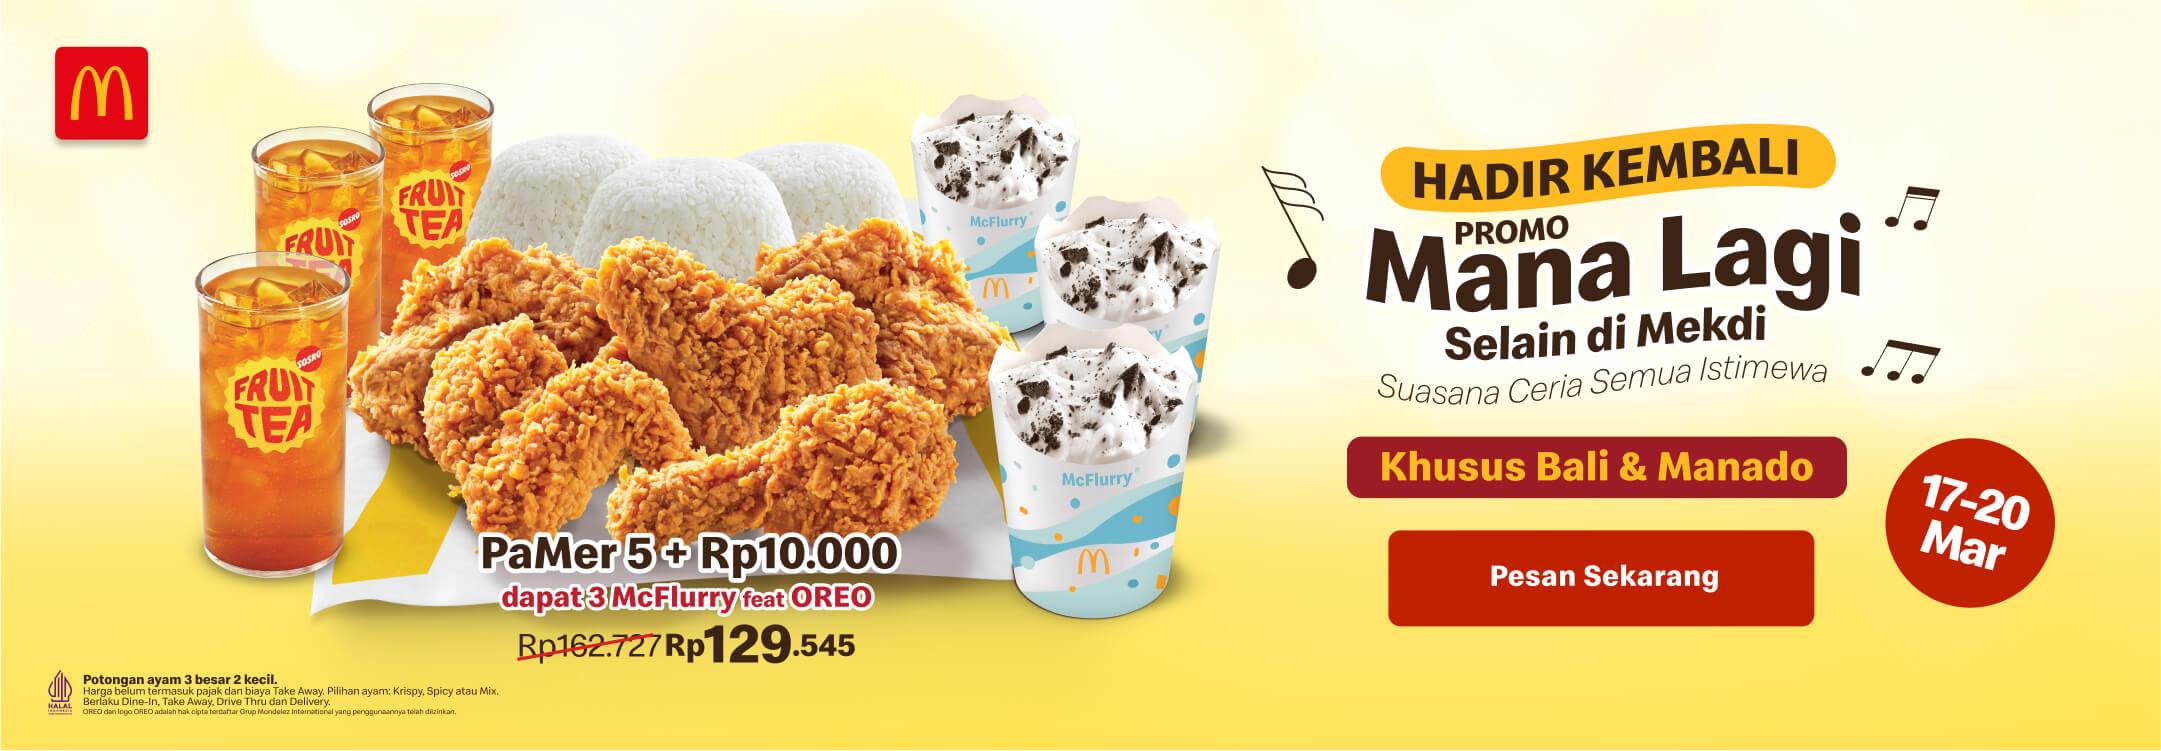 SOSRO
FRUIT
TEA
SOSRO
FRUIT
TEA
SOSRO
FRUIT
TEA
McFlurry
McFlurry®
PaMer 5 + Rp10.000
dapat 3 McFlurry feat OREO
Rp162.727 Rp129.545
HALAL
INDONESIA
Potongan ayam 3 besar 2 kecil.
Harga belum termasuk pajak dan biaya Take Away. Pilihan ayam: Krispy, Spicy atau Mix.
Berlaku Dine-In, Take Away, Drive Thru dan Delivery.
OREO dan logo OREO adalah hak cipta terdaftar Grup Mondelez International yang penggunaannya telah diizinkan.
HADIR KEMBALI
PROMO
Mana Lagi
Selain di Mekdi
Suasana Ceria Semua Istimewa
Khusus Bali & Manado
Pesan Sekarang
17-20
Mar